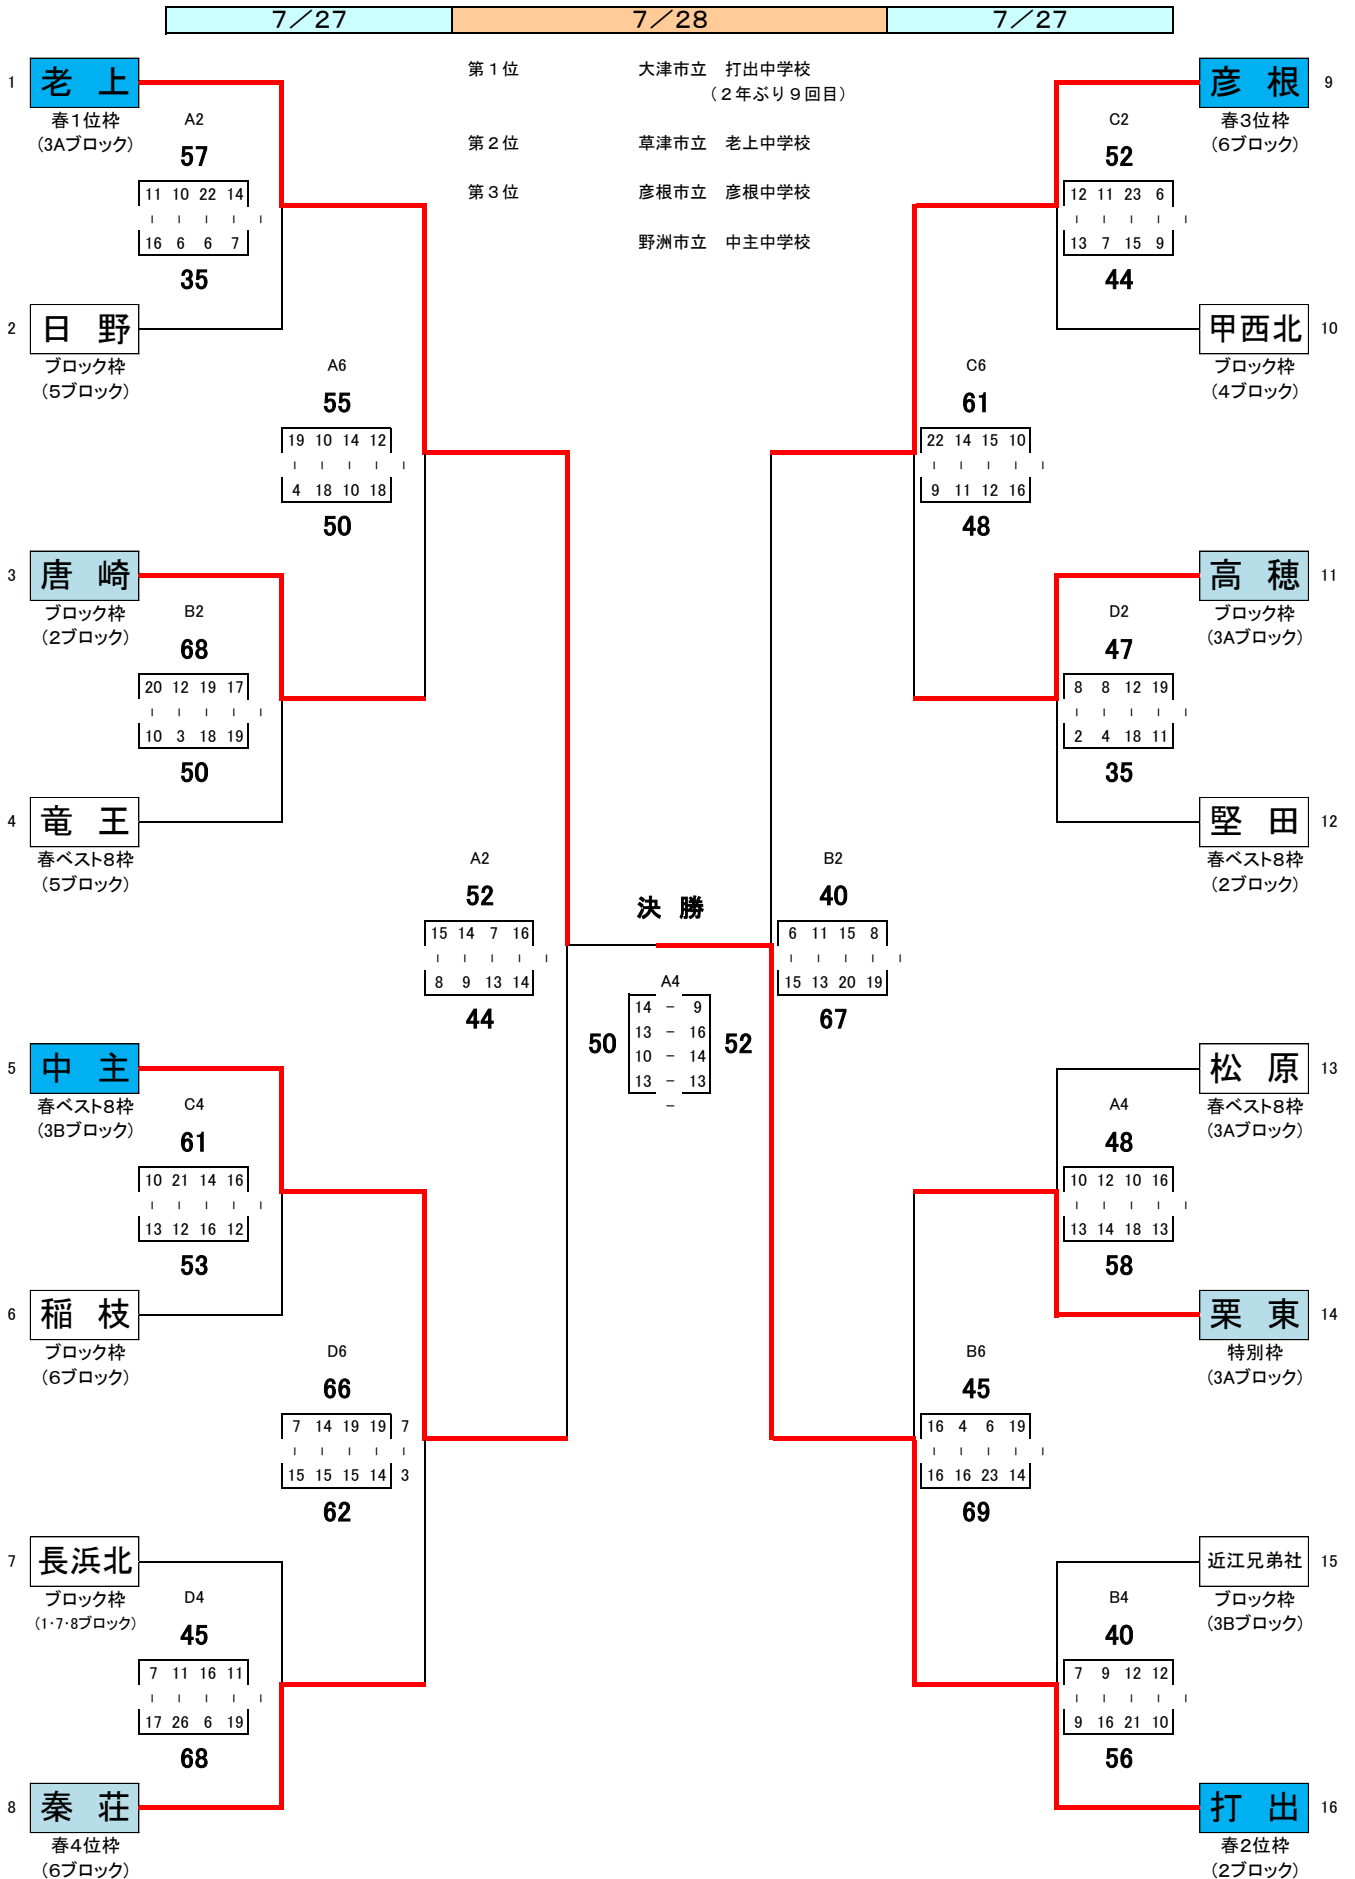 7／27 7／28 7／27
第１位 大津市立 打出中学校
（２年ぶり９回目）
第２位 草津市立 老上中学校
第３位 彦根市立 彦根中学校
野洲市立 中主中学校
1 老 上
春1位枠
(3Aブロック)
A2
57
11 10 22 14
16 6 6 7
35
2 日 野
ブロック枠
(5ブロック)
A6
55
19 10 14 12
4 18 10 18
50
3 唐 崎
ブロック枠
(2ブロック)
B2
68
20 12 19 17
10 3 18 19
50
4 竜 王
春ベスト8枠
(5ブロック)
A2
52
15 14 7 16
8 9 13 14
44
5 中 主
春ベスト8枠
(3Bブロック)
C4
61
10 21 14 16
13 12 16 12
53
6 稲 枝
ブロック枠
(6ブロック)
D6
66
7 14 19 19 7
15 15 15 14 3
62
7 長浜北
ブロック枠
(1･7･8ブロック)
D4
45
7 11 16 11
17 26 6 19
68
8 秦 荘
春4位枠
(6ブロック)
決 勝
A4
14 － 9
13 － 16
50 52
10 － 14
13 － 13
－
彦 根 9
春3位枠
(6ブロック)
C2
52
12 11 23 6
13 7 15 9
44
甲西北 10
ブロック枠
(4ブロック)
C6
61
22 14 15 10
9 11 12 16
48
高 穂 11
ブロック枠
(3Aブロック)
D2
47
8 8 12 19
2 4 18 11
35
堅 田 12
春ベスト8枠
(2ブロック)
B2
40
6 11 15 8
15 13 20 19
67
松 原 13
春ベスト8枠
(3Aブロック)
A4
48
10 12 10 16
13 14 18 13
58
栗 東 14
特別枠
(3Aブロック)
B6
45
16 4 6 19
16 16 23 14
69
近江兄弟社 15
ブロック枠
(3Bブロック)
B4
40
7 9 12 12
9 16 21 10
56
打 出 16
春2位枠
(2ブロック)